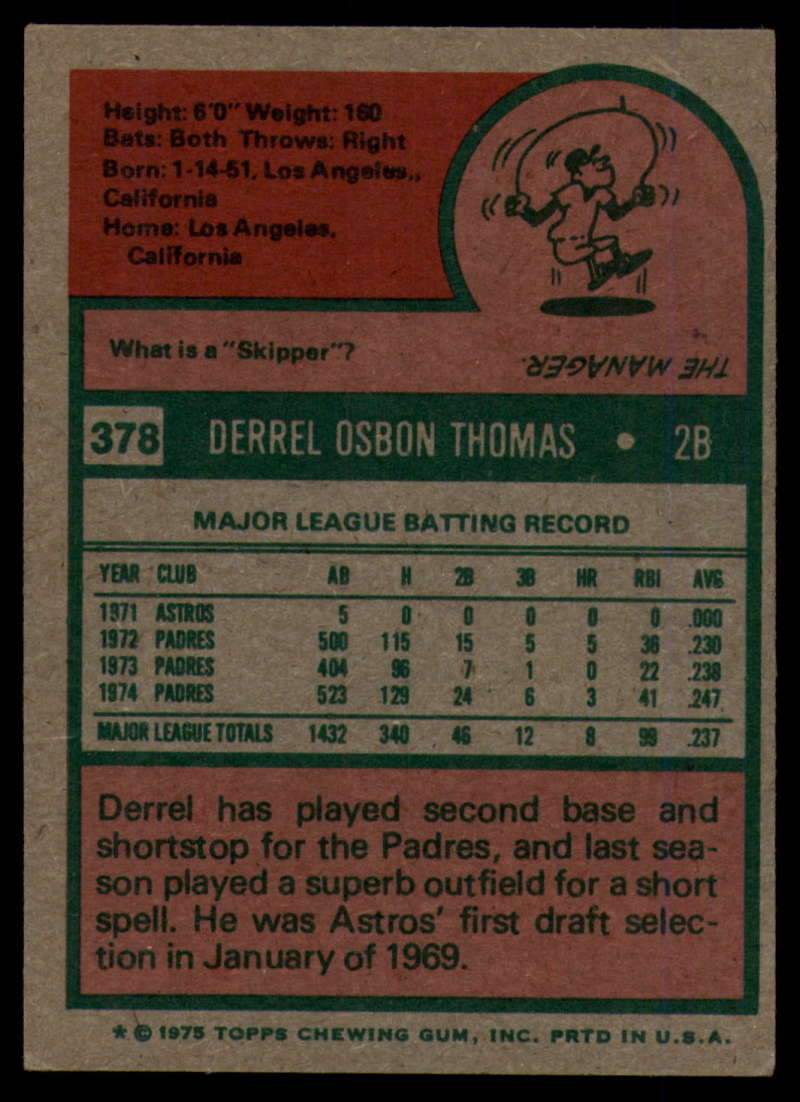 Height: 6'0" Weight: 160
Bats: Both Throws: Right
Born: 1-14-51, Los Angeles,,
California
Home: Los Angeles,
California
What is a "Skipper"?
THE MANAGER.
378 DERREL OSBON THOMAS • 2B
MAJOR LEAGUE BATTING RECORD
YEAR CLUB AB H 2B 3B HR RBI AVG
1971 ASTROS 5 0 0 0 0 0 .000
1972 PADRES 500 115 15 5 5 36 .230
1973 PADRES 404 96 7 1 0 22 .238
1974 PADRES 523 129 24 6 3 41 .247
MAJOR LEAGUE TOTALS 1432 340 46 12 8 99 .237
Derrel has played second base and
shortstop for the Padres, and last sea-
son played a superb outfield for a short
spell. He was Astros' first draft selec-
tion in January of 1969.
* © 1975 TOPPS CHEWING GUM, INC. PRTD IN U.S.A.